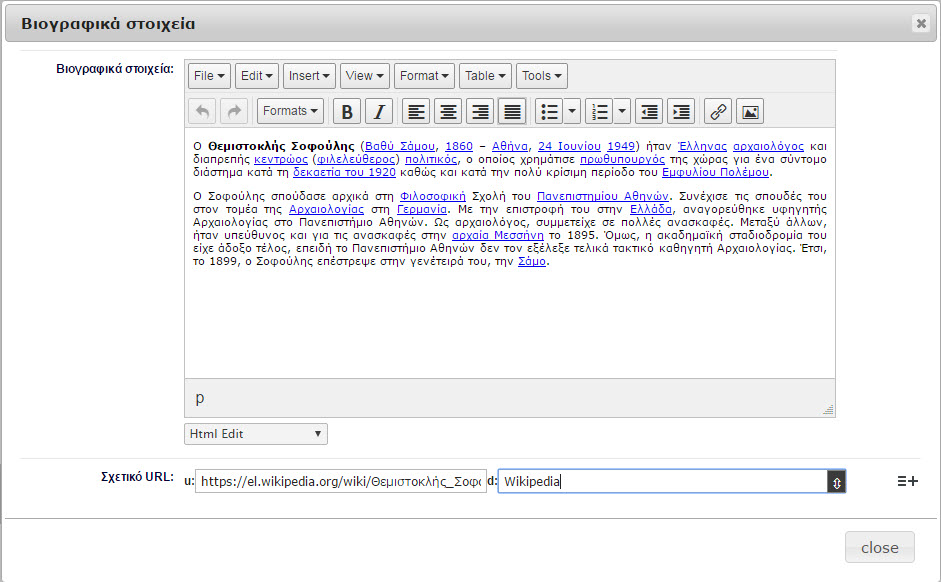 Βιογραφικά στοιχεία
Βιογραφικά στοιχεία:
File Edit Insert View Format Table Tools
Formats B I
Ο Θεμιστοκλής Σοφούλης (Βαθύ Σάμου, 1860 – Αθήνα, 24 Ιουνίου 1949) ήταν Έλληνας αρχαιολόγος και
διαπρεπής κεντρώος (φιλελεύθερος) πολιτικός, ο οποίος χρημάτισε πρωθυπουργός της χώρας για ένα σύντομο
διάστημα κατά τη δεκαετία του 1920 καθώς και κατά την πολύ κρίσιμη περίοδο του Εμφυλίου Πολέμου.
Ο Σοφούλης σπούδασε αρχικά στη Φιλοσοφική Σχολή του Πανεπιστημίου Αθηνών. Συνέχισε τις σπουδές του
στον τομέα της Αρχαιολογίας στη Γερμανία. Με την επιστροφή του στην Ελλάδα, αναγορεύθηκε υφηγητής
Αρχαιολογίας στο Πανεπιστήμιο Αθηνών. Ως αρχαιολόγος, συμμετείχε σε πολλές ανασκαφές. Μεταξύ άλλων,
ήταν υπεύθυνος και για τις ανασκαφές στην αρχαία Μεσσήνη το 1895. Όμως, η ακαδημαϊκή σταδιοδρομία του
είχε άδοξο τέλος, επειδή το Πανεπιστήμιο Αθηνών δεν τον εξέλεξε τελικά τακτικό καθηγητή Αρχαιολογίας. Έτσι,
το 1899, ο Σοφούλης επέστρεψε στην γενέτειρά του, την Σάμο.
p
Html Edit
Σχετικό URL: u: https://el.wikipedia.org/wiki/Θεμιστοκλής_Σοφο d: Wikipedia
close